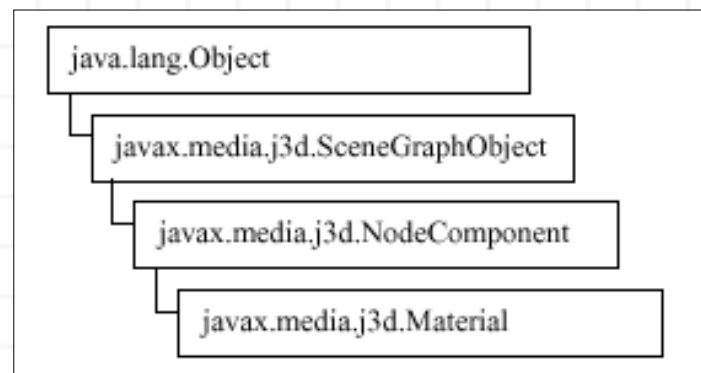 java.lang.Object
javax.media.j3d.SceneGraphObject
javax.media.j3d.NodeComponent
javax.media.j3d.Material